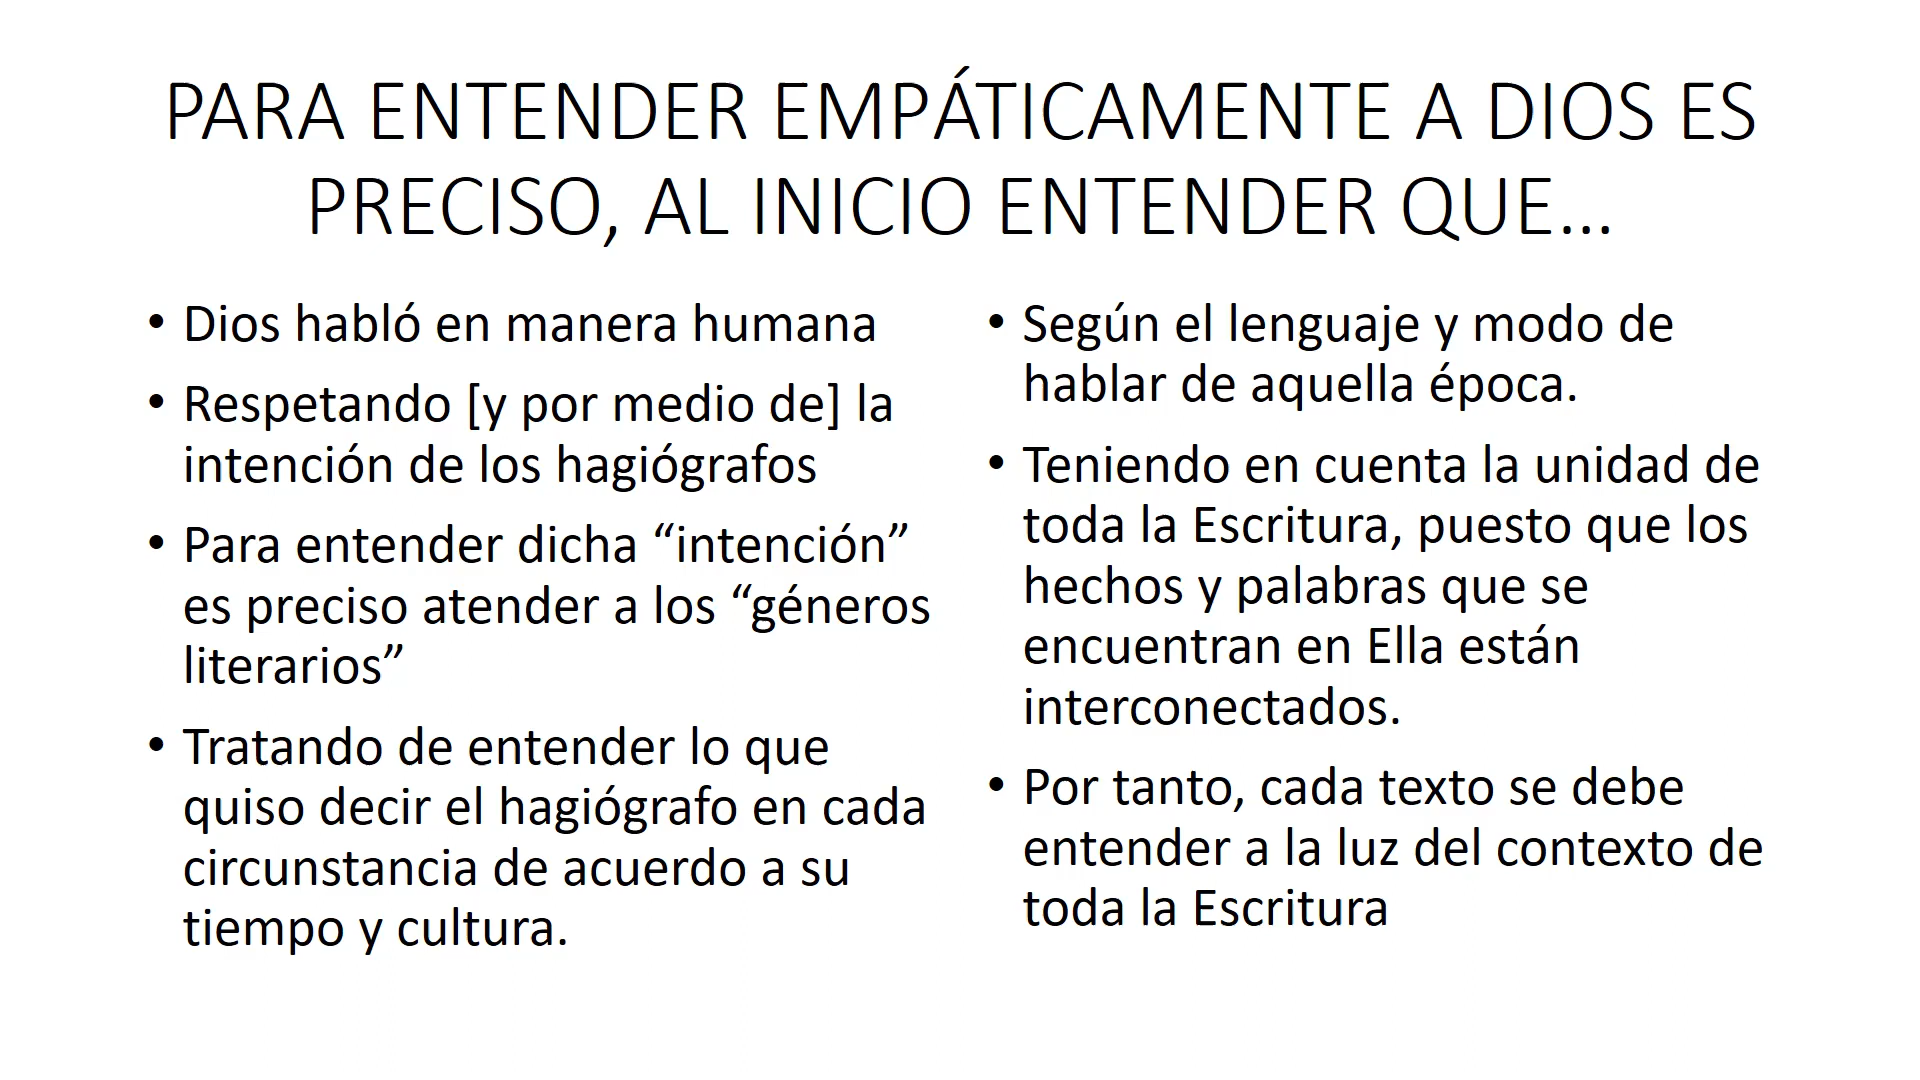 PARA ENTENDER EMPÁTICAMENTE A DIOS ES
PRECISO, AL INICIO ENTENDER QUE...
• Dios habló en manera humana
• Respetando [y por medio de] la
intención de los hagiógrafos
• Para entender dicha “intención”
es preciso atender a los “géneros
literarios”
• Tratando de entender lo que
quiso decir el hagiógrafo en cada
circunstancia de acuerdo a su
tiempo y cultura.
• Según el lenguaje y modo de
hablar de aquella época.
• Teniendo en cuenta la unidad de
toda la Escritura, puesto que los
hechos y palabras que se
encuentran en Ella están
interconectados.
• Por tanto, cada texto se debe
entender a la luz del contexto de
toda la Escritura